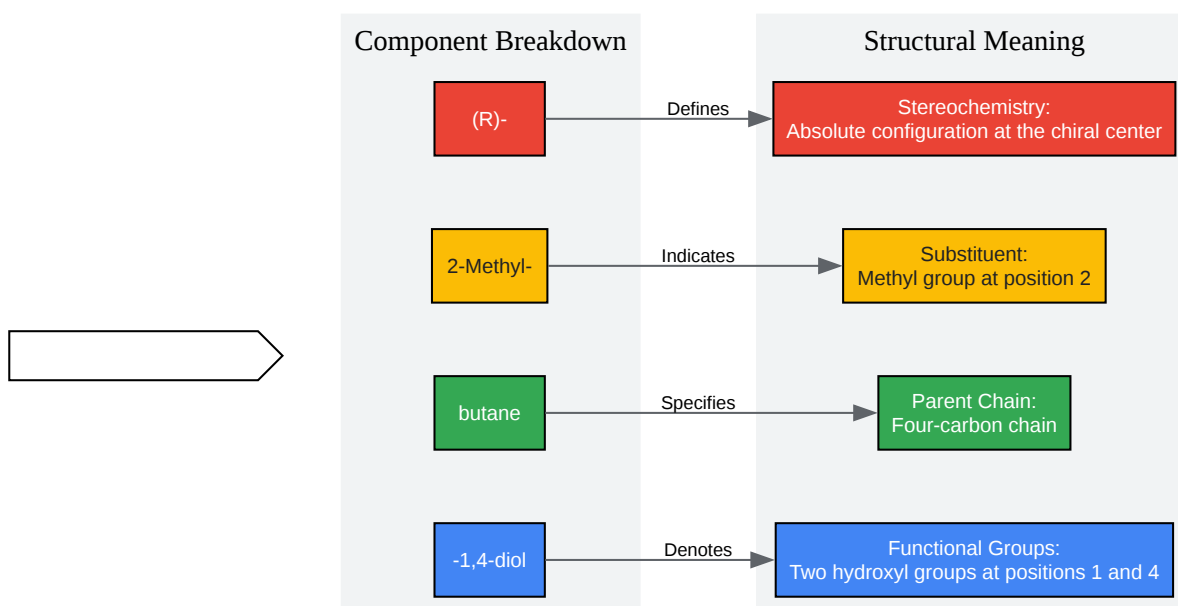 Component Breakdown
Structural Meaning
(R)-
Defines
Stereochemistry:
Absolute configuration at the chiral center
2-Methyl-
Indicates
Substituent:
Methyl group at position 2
butane
Specifies
Parent Chain:
Four-carbon chain
-1,4-diol
Denotes
Functional Groups:
Two hydroxyl groups at positions 1 and 4